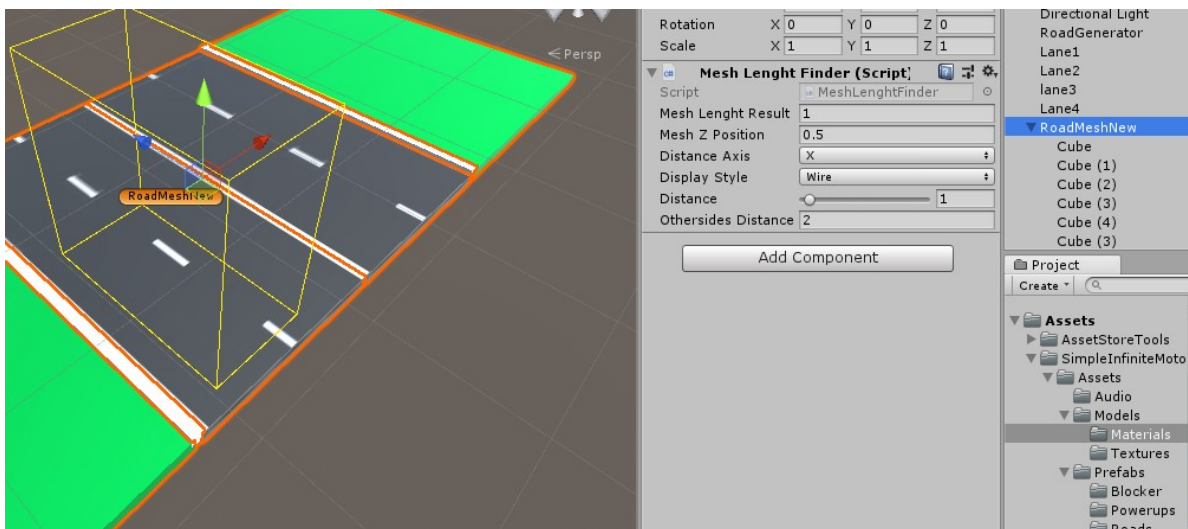 Persp
RoadMeshNew
Rotation X 0 Y 0 Z 0
Scale X 1 Y 1 Z 1
Mesh Lenght Finder (Script)
Script MeshLenghtFinder
Mesh Lenght Result 1
Mesh Z Position 0.5
Distance Axis X
Display Style Wire
Distance 1
Othersides Distance 2
Add Component
Directional Light
RoadGenerator
Lane1
Lane2
lane3
Lane4
RoadMeshNew
Cube
Cube (1)
Cube (2)
Cube (3)
Cube (4)
Cube (3)
Project
Create
Assets
AssetStoreTools
SimpleInfiniteMoto
Assets
Audio
Models
Materials
Textures
Prefabs
Blocker
Powerups
Roads